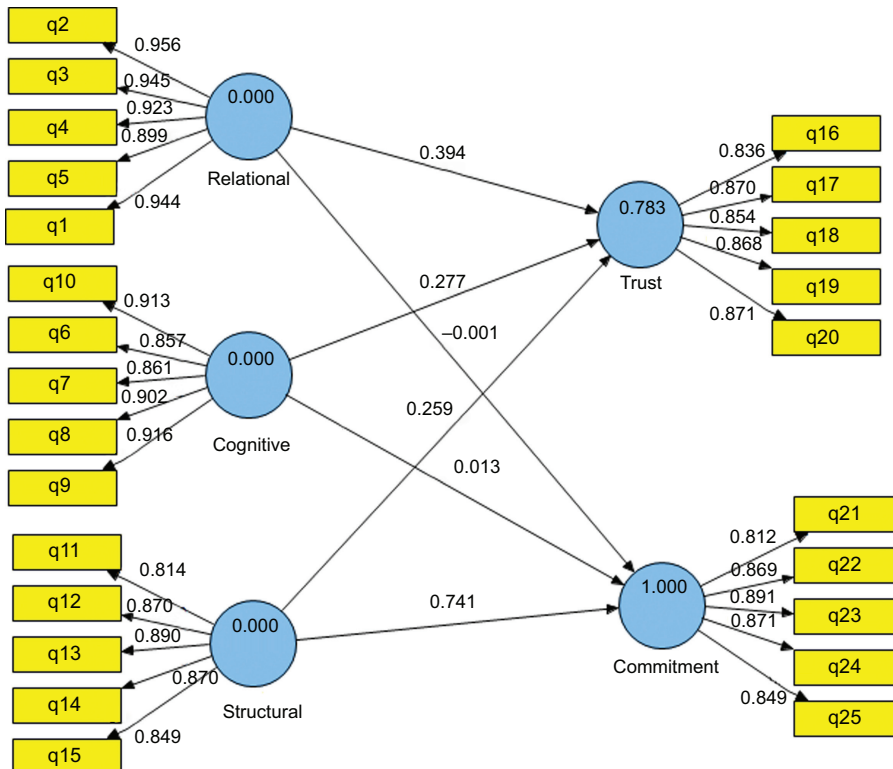 q2
0.956
q3
0.945
q4
0.923
q5
0.899
q1
0.944
0.000
Relational
q10
0.913
q6
0.857
q7
0.861
q8
0.902
q9
0.916
0.000
Cognitive
q11
0.814
q12
0.870
q13
0.890
q14
0.870
q15
0.849
0.000
Structural
0.394
0.277
–0.001
0.259
0.013
0.741
0.783
Trust
0.836
q16
0.870
q17
0.854
q18
0.868
q19
0.871
q20
1.000
Commitment
0.812
q21
0.869
q22
0.891
q23
0.871
q24
0.849
q25